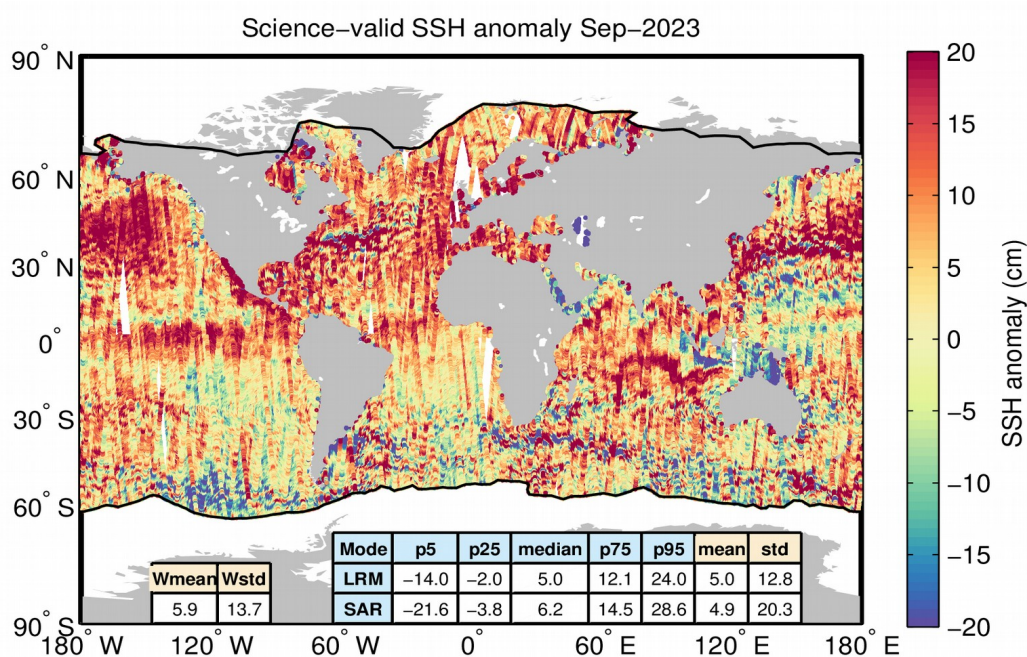 Science−valid SSH anomaly Sep−2023
90° N
60° N
30° N
0°
30° S
60° S
90° S
180° W 120° W 60° W 0° 60° E 120° E 180° E
Wmean Wstd
5.9 13.7
Mode p5 p25 median p75 p95 mean std
LRM −14.0 −2.0 5.0 12.1 24.0 5.0 12.8
SAR −21.6 −3.8 6.2 14.5 28.6 4.9 20.3
20
15
10
5
0
−5
−10
−15
−20
SSH anomaly (cm)